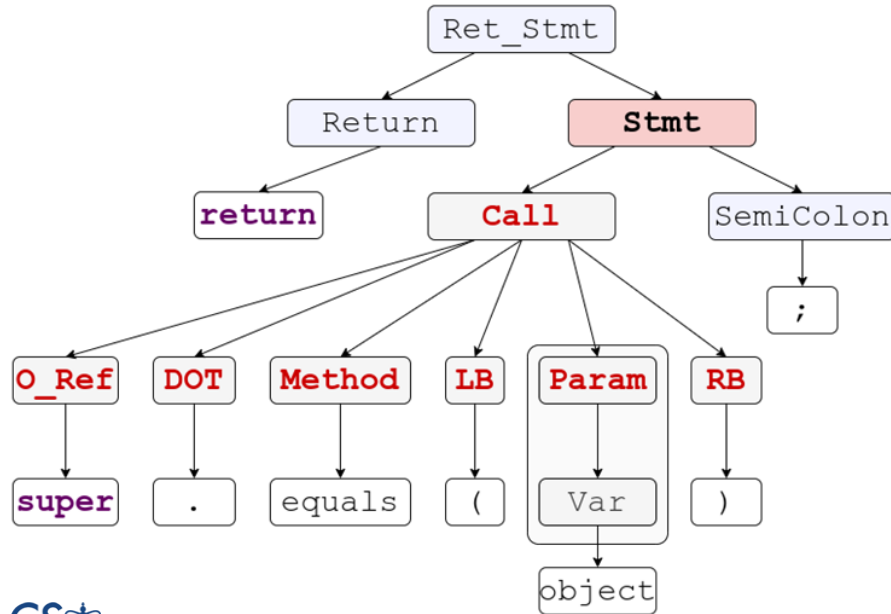 Ret_Stmt
Return Stmt
return Call SemiColon
;
O_Ref DOT Method LB Param RB
super . equals ( Var )
object